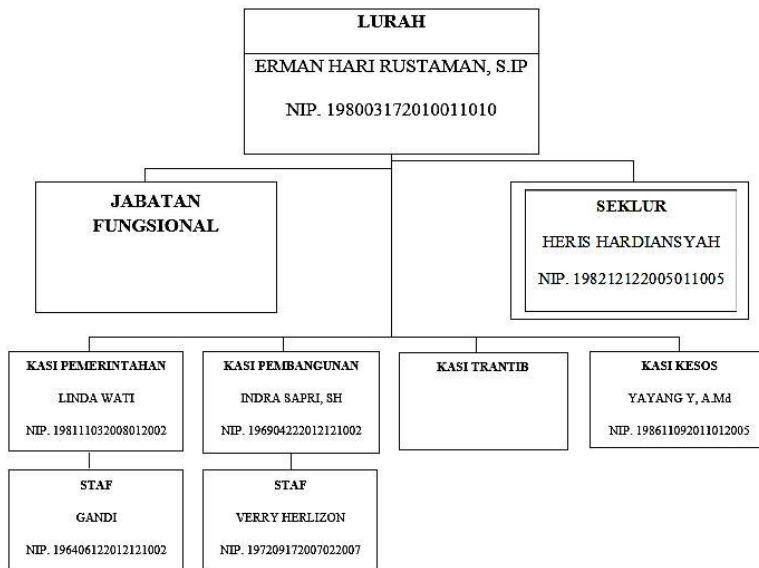 LURAH
ERMAN HARI RUSTAMAN, S.IP
NIP. 198003172010011010
JABATAN
FUNGSIONAL
SEKLUR
HERIS HARDIANSYAH
NIP. 198212122005011005
KASI PEMERINTAHAN
LINDA WATI
NIP. 198111032008012002
KASI PEMBANGUNAN
INDRA SAPRI, SH
NIP. 196904222012121002
KASI TRANTIB
KASI KESOS
YAYANG Y, A.Md
NIP. 198611092011012005
STAF
GANDI
NIP. 196406122012121002
STAF
VERRY HERLIZON
NIP. 197209172007022007